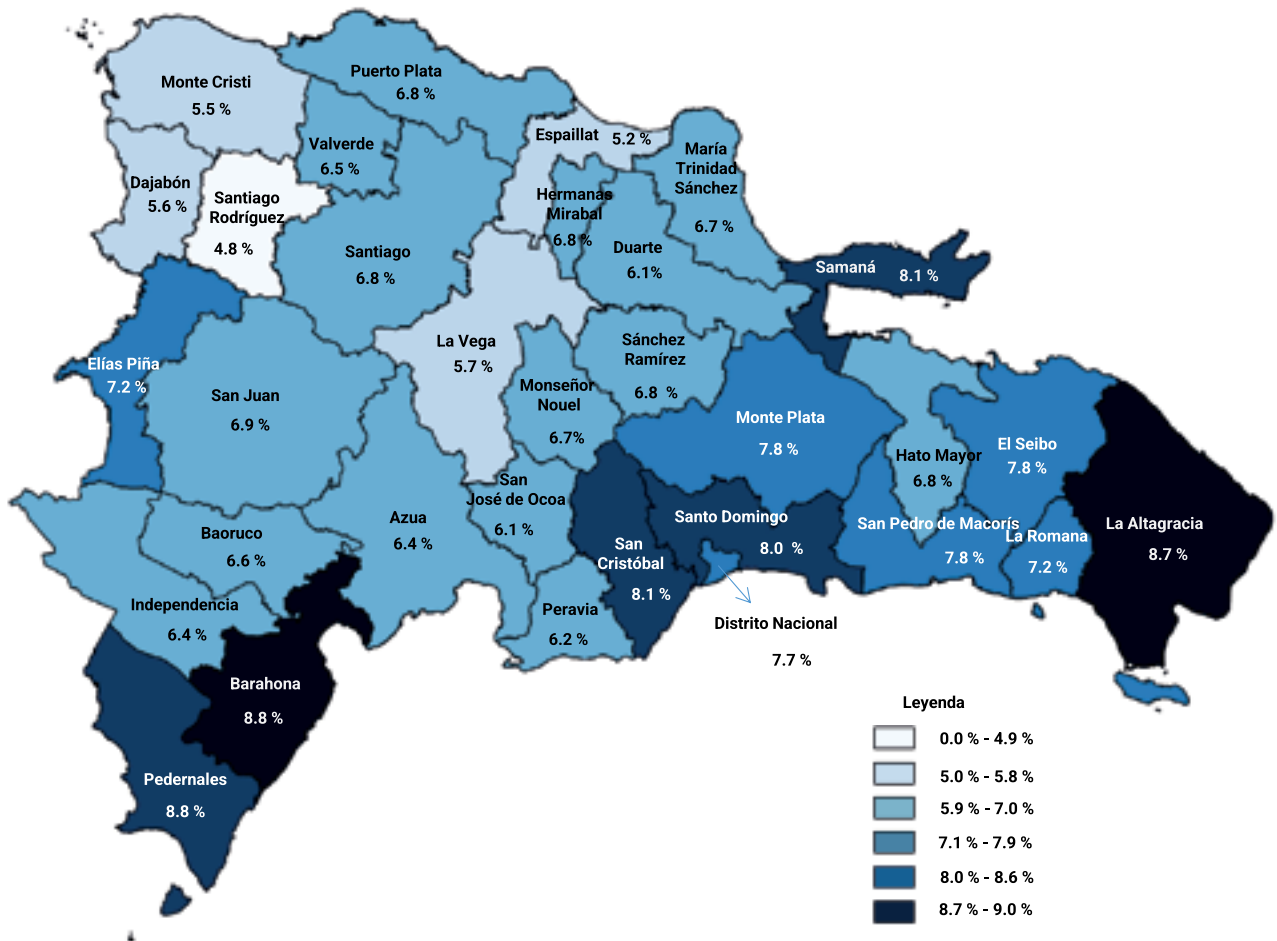 Puerto Plata
6.8 %
Monte Cristi
5.5 %
Espaillat 5.2 %
Valverde
6.5 %
María
Trinidad
Sánchez
6.7 %
Dajabón
5.6 %
Santiago
Rodríguez
4.8 %
Hermanas
Mirabal
6.8 %
Santiago
6.8 %
Duarte
6.1%
Samaná 8.1 %
La Vega
5.7 %
Sánchez
Ramírez
6.8 %
Elías Piña
7.2 %
San Juan
6.9 %
Monseñor
Nouel
6.7%
Monte Plata
7.8 %
El Seibo
7.8 %
Hato Mayor
6.8 %
San
José de Ocoa
6.1 %
Azua
6.4 %
Baoruco
6.6 %
Santo Domingo
8.0 %
San Pedro de Macorís
7.8 %
La Romana
7.2 %
La Altagracia
8.7 %
San
Cristóbal
8.1 %
Independencia
6.4 %
Peravia
6.2 %
Distrito Nacional
7.7 %
Barahona
8.8 %
Pedernales
8.8 %
Leyenda
0.0 % - 4.9 %
5.0 % - 5.8 %
5.9 % - 7.0 %
7.1 % - 7.9 %
8.0 % - 8.6 %
8.7 % - 9.0 %